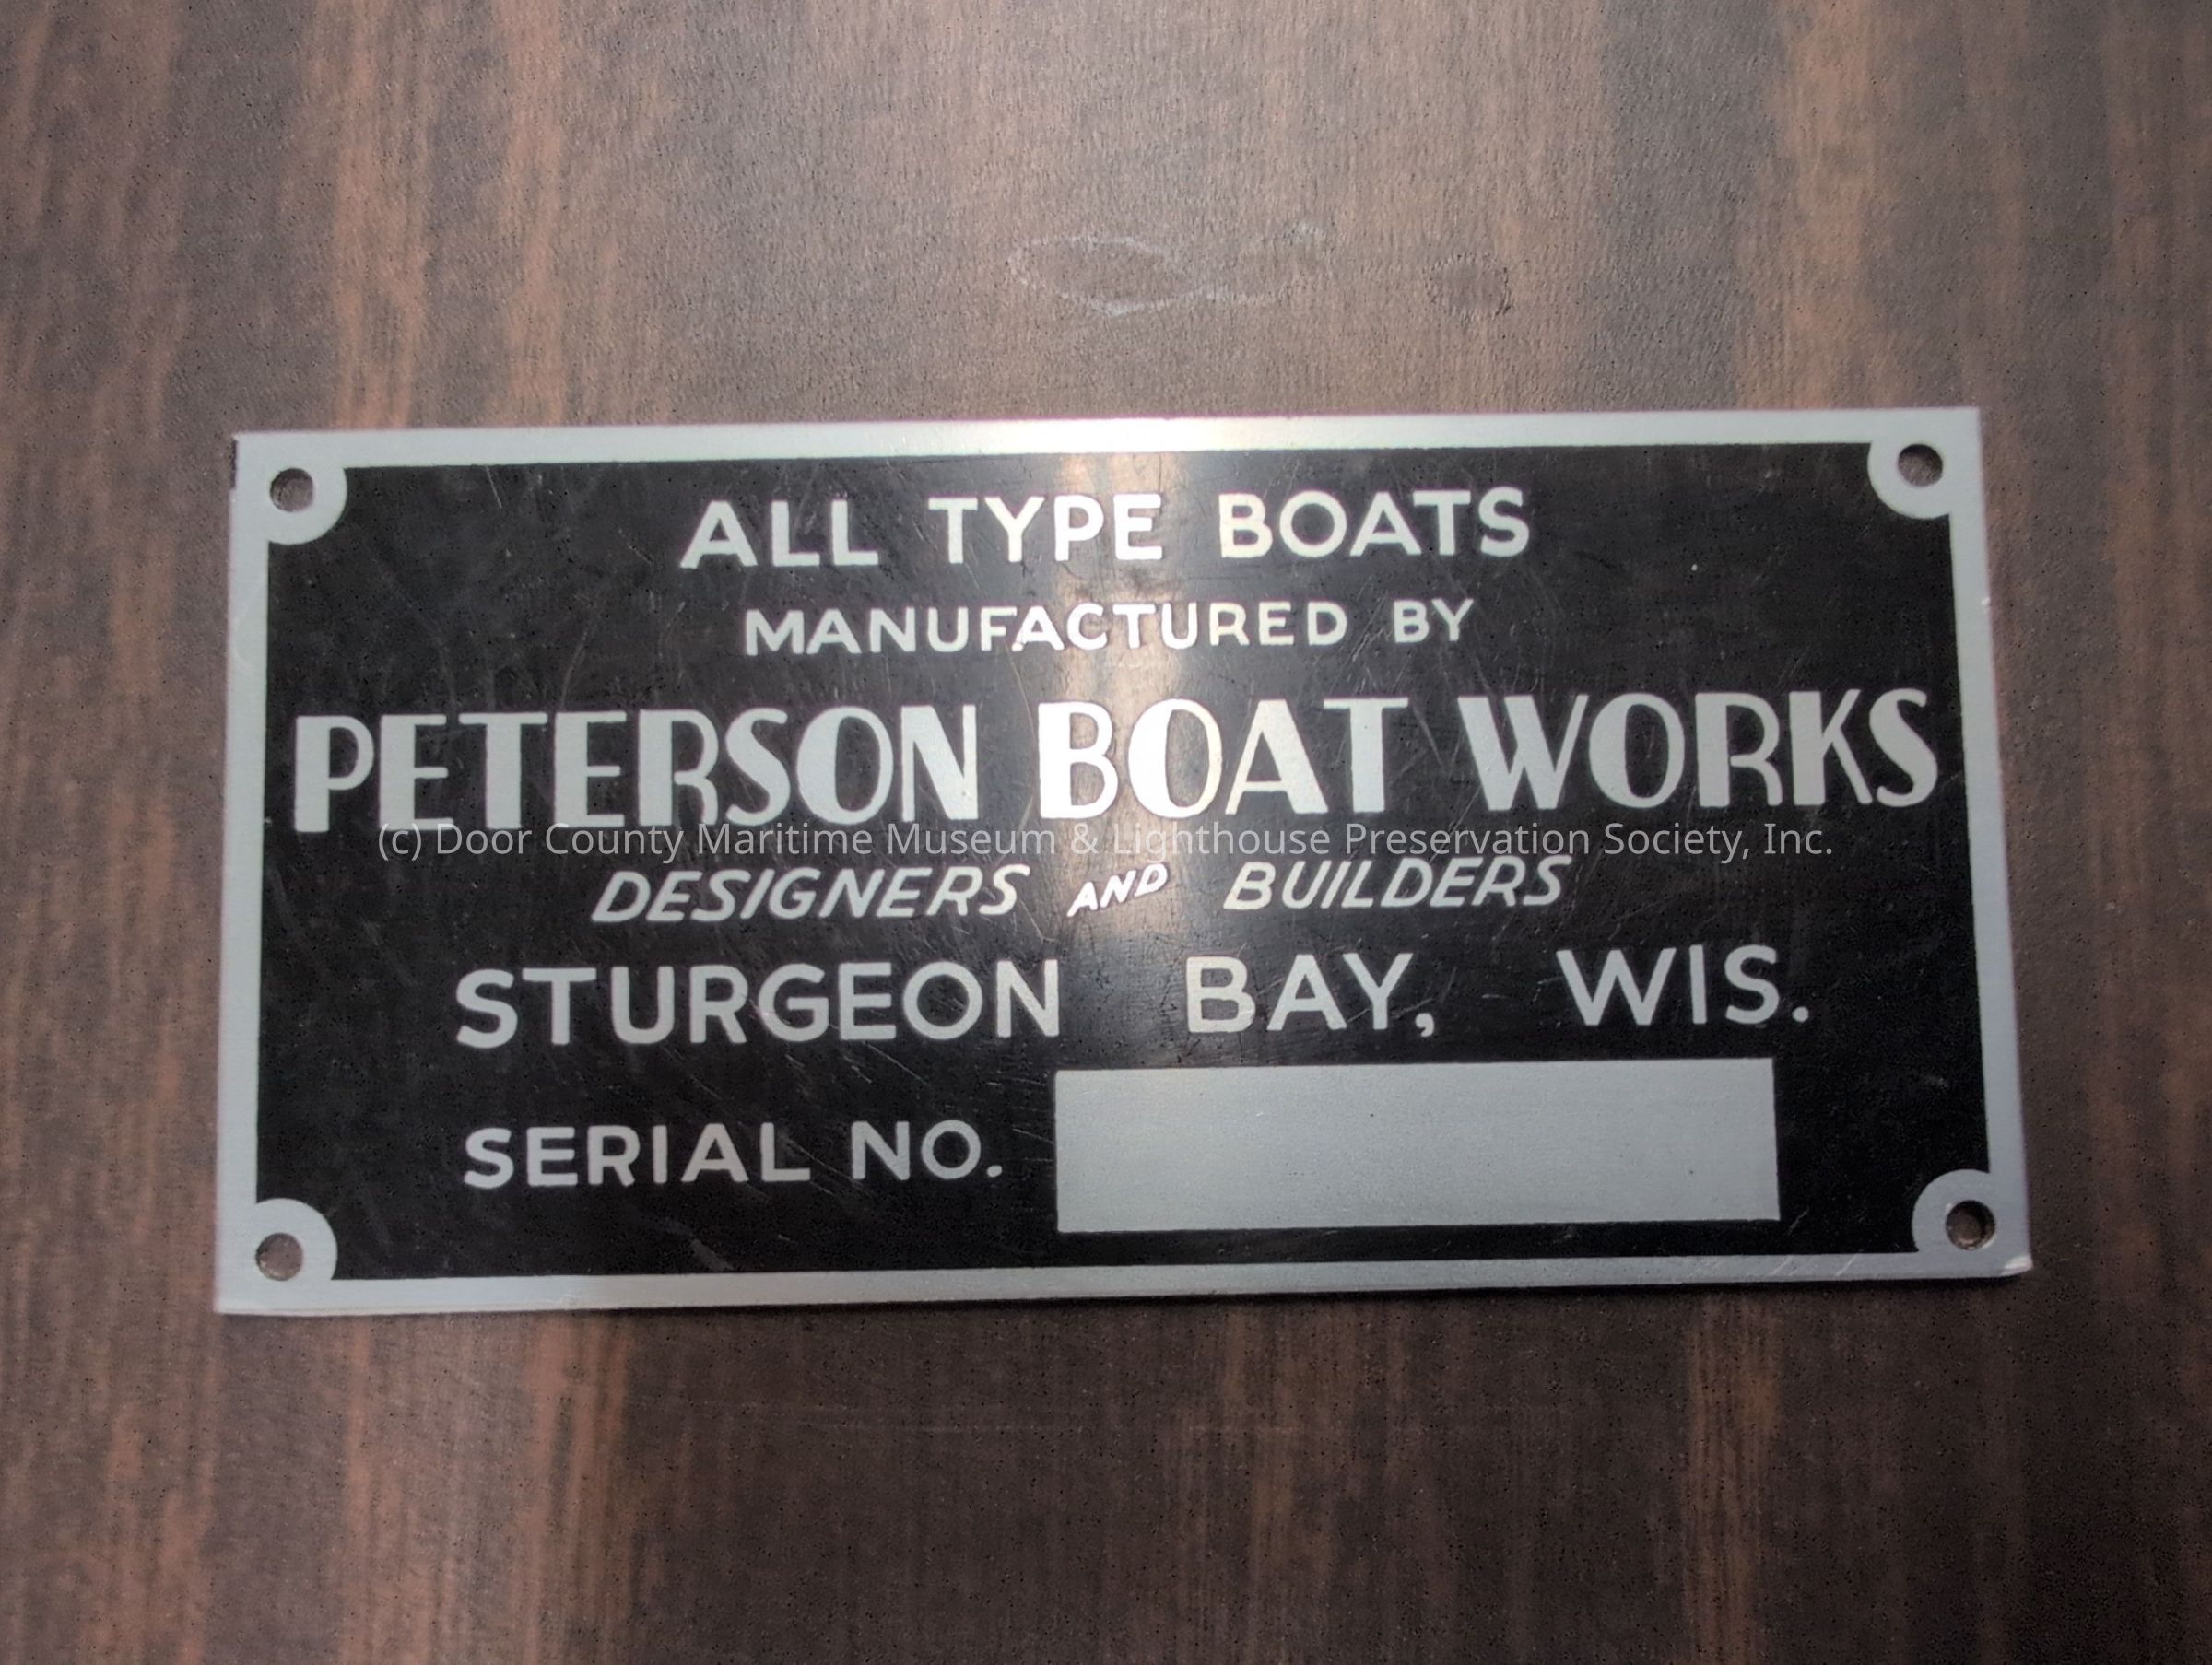 ALL TYPE BOATS
MANUFACTURED BY
PETERSON BOAT WORKS
(c) Door County Maritime Museum & Lighthouse Preservation Society, Inc.
DESIGNERS AND BUILDERS
STURGEON BAY, WIS.
SERIAL NO.